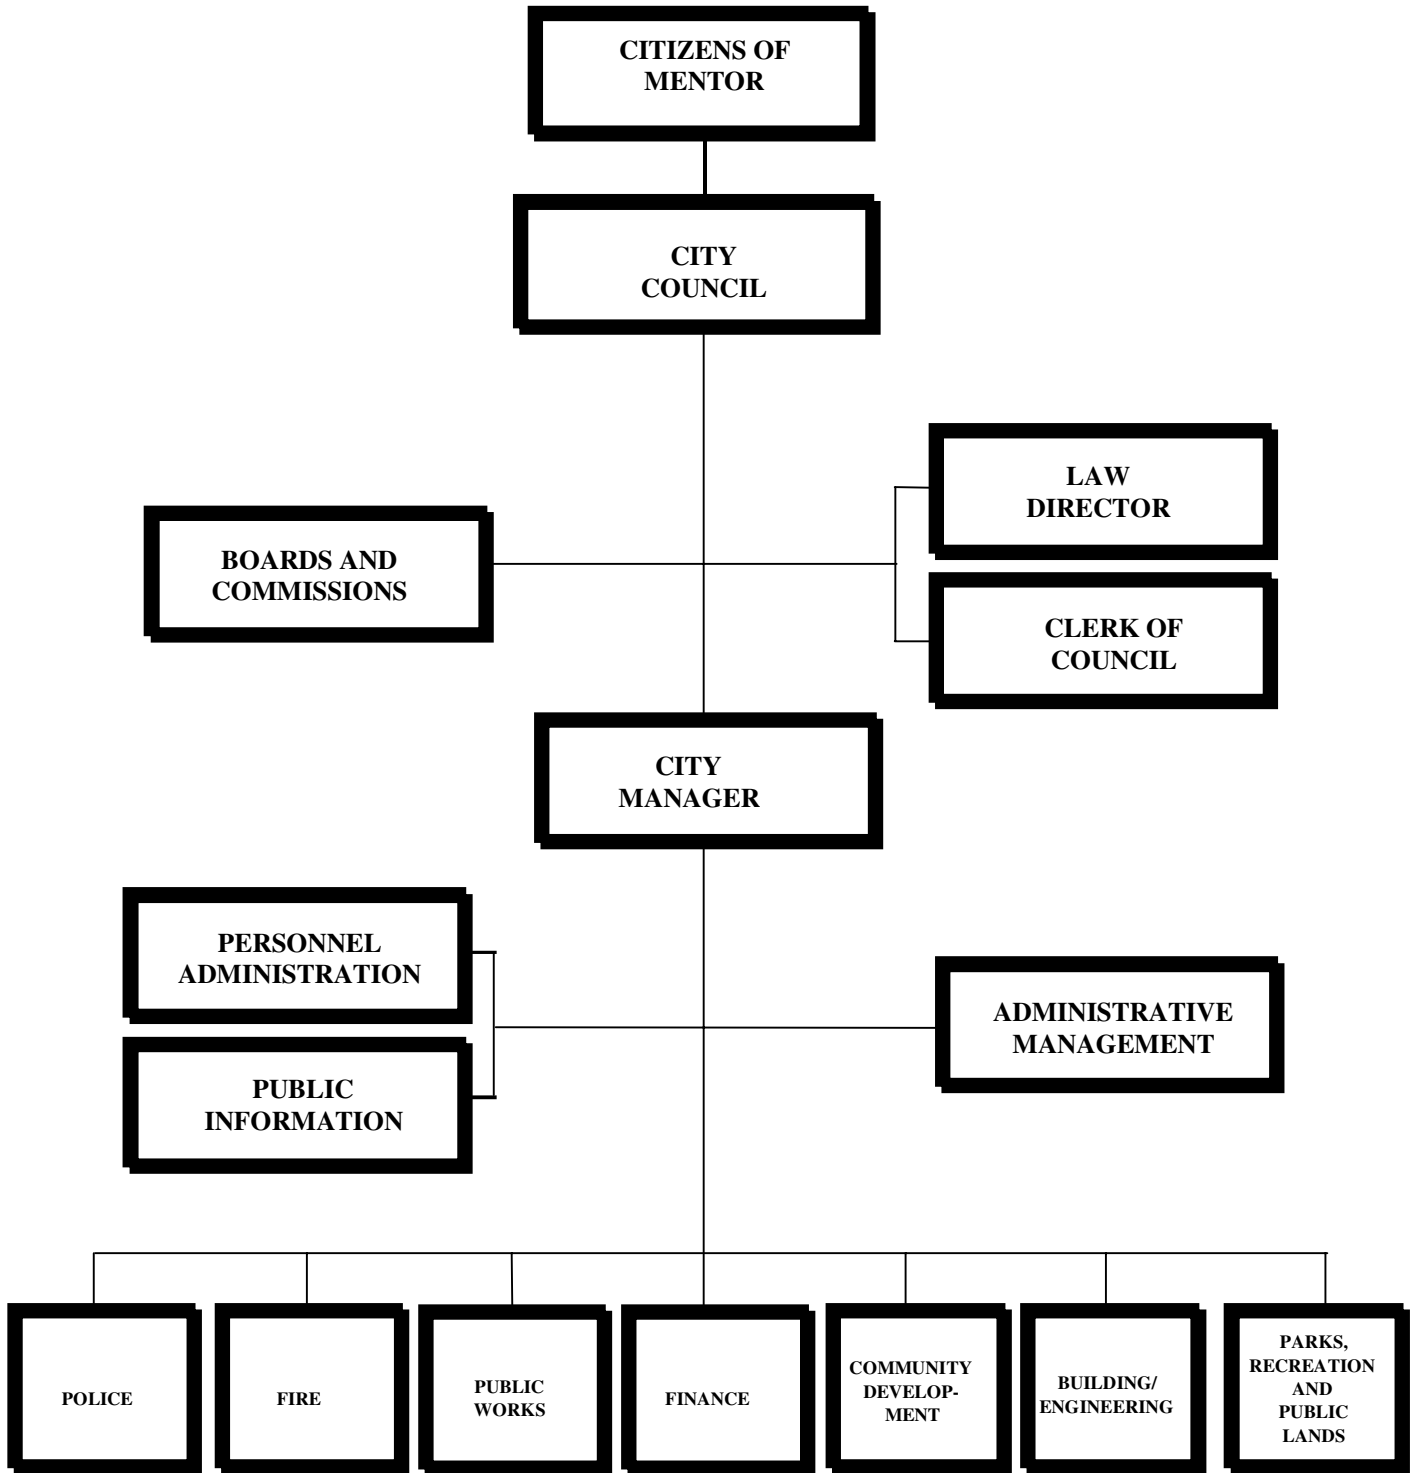 CITIZENS OF
MENTOR
CITY
COUNCIL
LAW
DIRECTOR
BOARDS AND
COMMISSIONS
CLERK OF
COUNCIL
CITY
MANAGER
PERSONNEL
ADMINISTRATION
ADMINISTRATIVE
MANAGEMENT
PUBLIC
INFORMATION
POLICE
FIRE
PUBLIC
WORKS
FINANCE
COMMUNITY
DEVELOP-
MENT
BUILDING/
ENGINEERING
PARKS,
RECREATION
AND
PUBLIC
LANDS